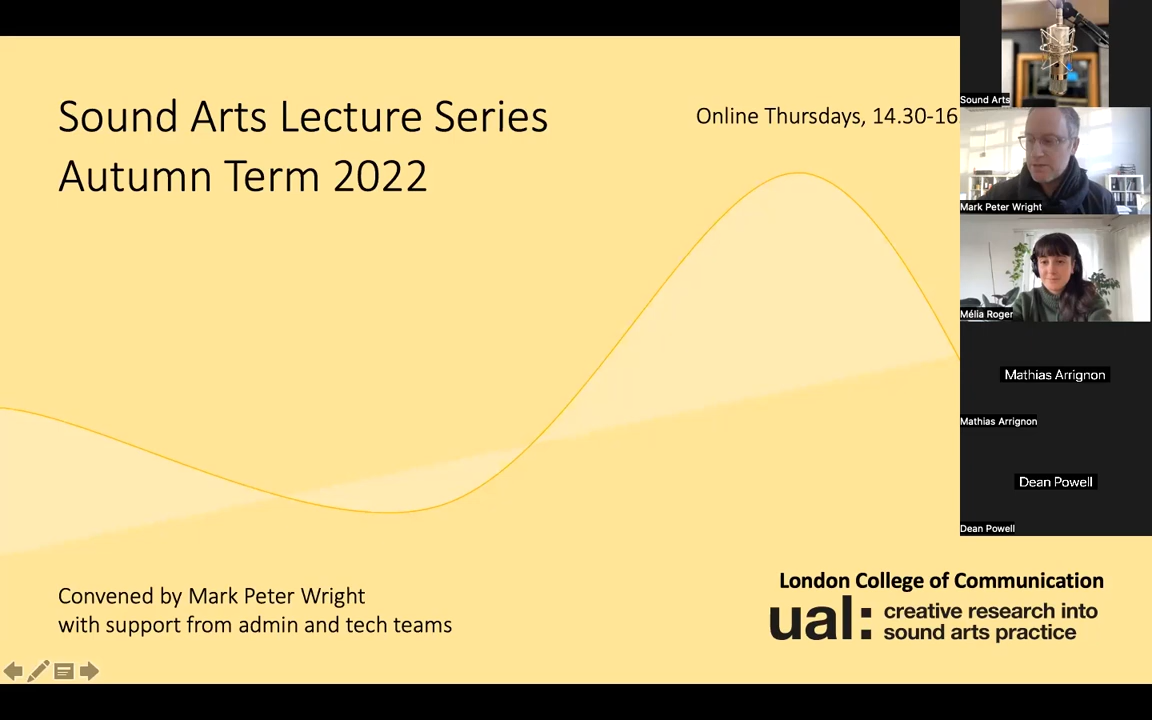 Sound Arts Lecture Series
Autumn Term 2022
Online Thursdays, 14.30-16
Sound Arts
Mark Peter Wright
Mélia Roger
Mathias Arrignon
Mathias Arrignon
Dean Powell
Dean Powell
Convened by Mark Peter Wright
with support from admin and tech teams
London College of Communication
ual: creative research into
sound arts practice